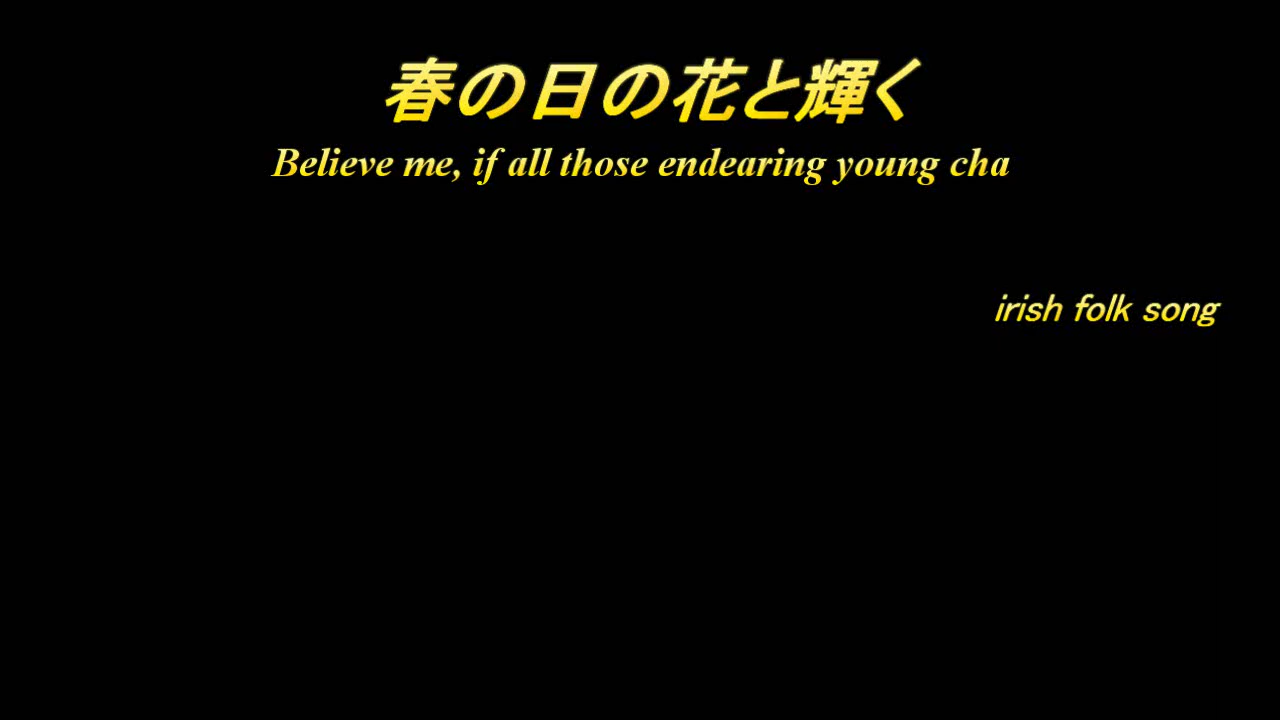 春の日の花と輝く
Believe me, if all those endearing young cha
irish folk song